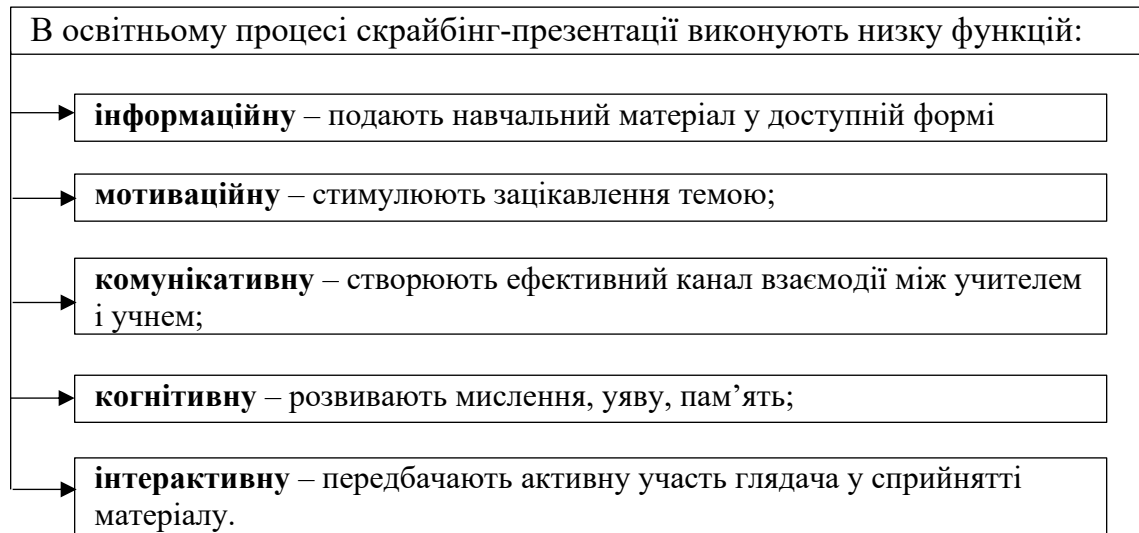 В освітньому процесі скрайбінг-презентації виконують низку функцій:
інформаційну – подають навчальний матеріал у доступній формі
мотиваційну – стимулюють зацікавлення темою;
комунікативну – створюють ефективний канал взаємодії між учителем
і учнем;
когнітивну – розвивають мислення, уяву, пам’ять;
інтерактивну – передбачають активну участь глядача у сприйнятті
матеріалу.